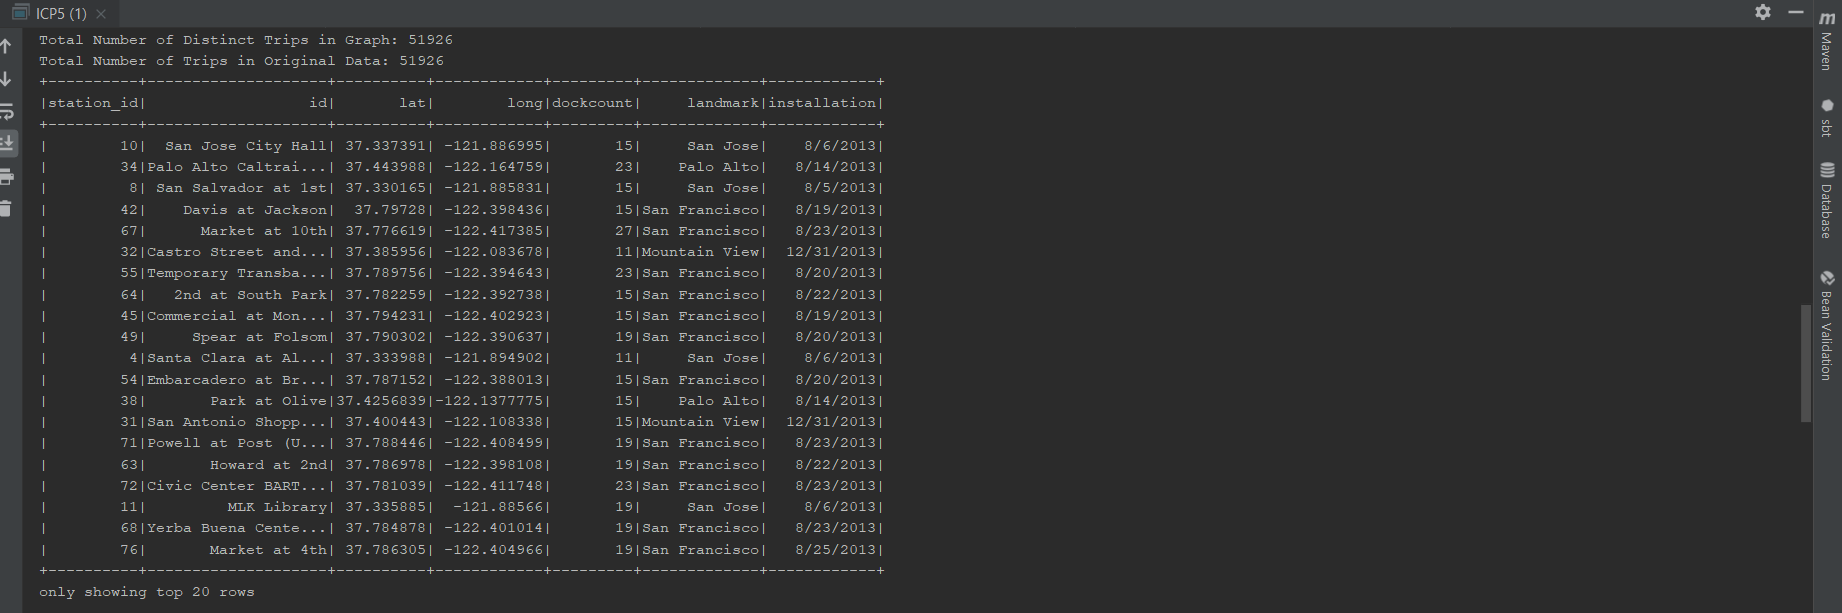 ICP5 (1)
Total Number of Distinct Trips in Graph: 51926
Total Number of Trips in Original Data: 51926
+----------+--------------------+----------+------------+---------+-------------+------------+
|station_id|                  id|       lat|        long|dockcount|     landmark|installation|
+----------+--------------------+----------+------------+---------+-------------+------------+
|        10|  San Jose City Hall| 37.337391| -121.886995|       15|     San Jose|    8/6/2013|
|        34|Palo Alto Caltrai...| 37.443988| -122.164759|       23|    Palo Alto|   8/14/2013|
|         8| San Salvador at 1st| 37.330165| -121.885831|       15|     San Jose|    8/5/2013|
|        42|    Davis at Jackson|  37.79728| -122.398436|       15|San Francisco|   8/19/2013|
|        67|      Market at 10th| 37.776619| -122.417385|       27|San Francisco|   8/23/2013|
|        32|Castro Street and...| 37.385956| -122.083678|       11|Mountain View|  12/31/2013|
|        55|Temporary Transba...| 37.789756| -122.394643|       23|San Francisco|   8/20/2013|
|        64|   2nd at South Park| 37.782259| -122.392738|       15|San Francisco|   8/22/2013|
|        45|Commercial at Mon...| 37.794231| -122.402923|       15|San Francisco|   8/19/2013|
|        49|     Spear at Folsom| 37.790302| -122.390637|       19|San Francisco|   8/20/2013|
|         4|Santa Clara at Al...| 37.333988| -121.894902|       11|     San Jose|    8/6/2013|
|        54|Embarcadero at Br...| 37.787152| -122.388013|       15|San Francisco|   8/20/2013|
|        38|       Park at Olive|37.4256839|-122.1377775|       15|    Palo Alto|   8/14/2013|
|        31|San Antonio Shopp...| 37.400443| -122.108338|       15|Mountain View|  12/31/2013|
|        71|Powell at Post (U...| 37.788446| -122.408499|       19|San Francisco|   8/23/2013|
|        63|       Howard at 2nd| 37.786978| -122.398108|       19|San Francisco|   8/22/2013|
|        72|Civic Center BART...| 37.781039| -122.411748|       23|San Francisco|   8/23/2013|
|        11|         MLK Library| 37.335885|  -121.88566|       19|     San Jose|    8/6/2013|
|        68|Yerba Buena Cente...| 37.784878| -122.401014|       19|San Francisco|   8/23/2013|
|        76|       Market at 4th| 37.786305| -122.404966|       19|San Francisco|   8/25/2013|
+----------+--------------------+----------+------------+---------+-------------+------------+
only showing top 20 rows
m
Maven
sbt
Database
Bean Validation